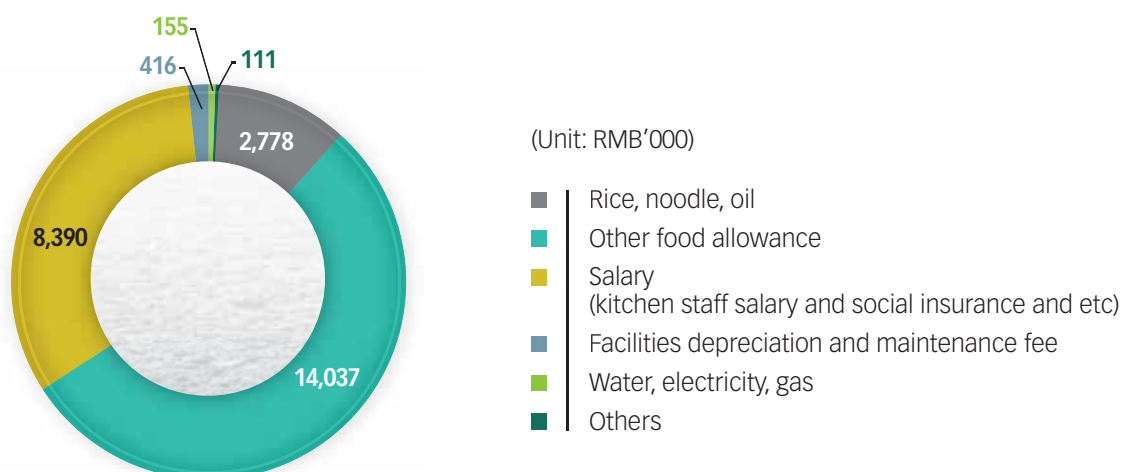 155
416
111
2,778
8,390
14,037
(Unit: RMB'000)
Rice, noodle, oil
Other food allowance
Salary
(kitchen staff salary and social insurance and etc)
Facilities depreciation and maintenance fee
Water, electricity, gas
Others